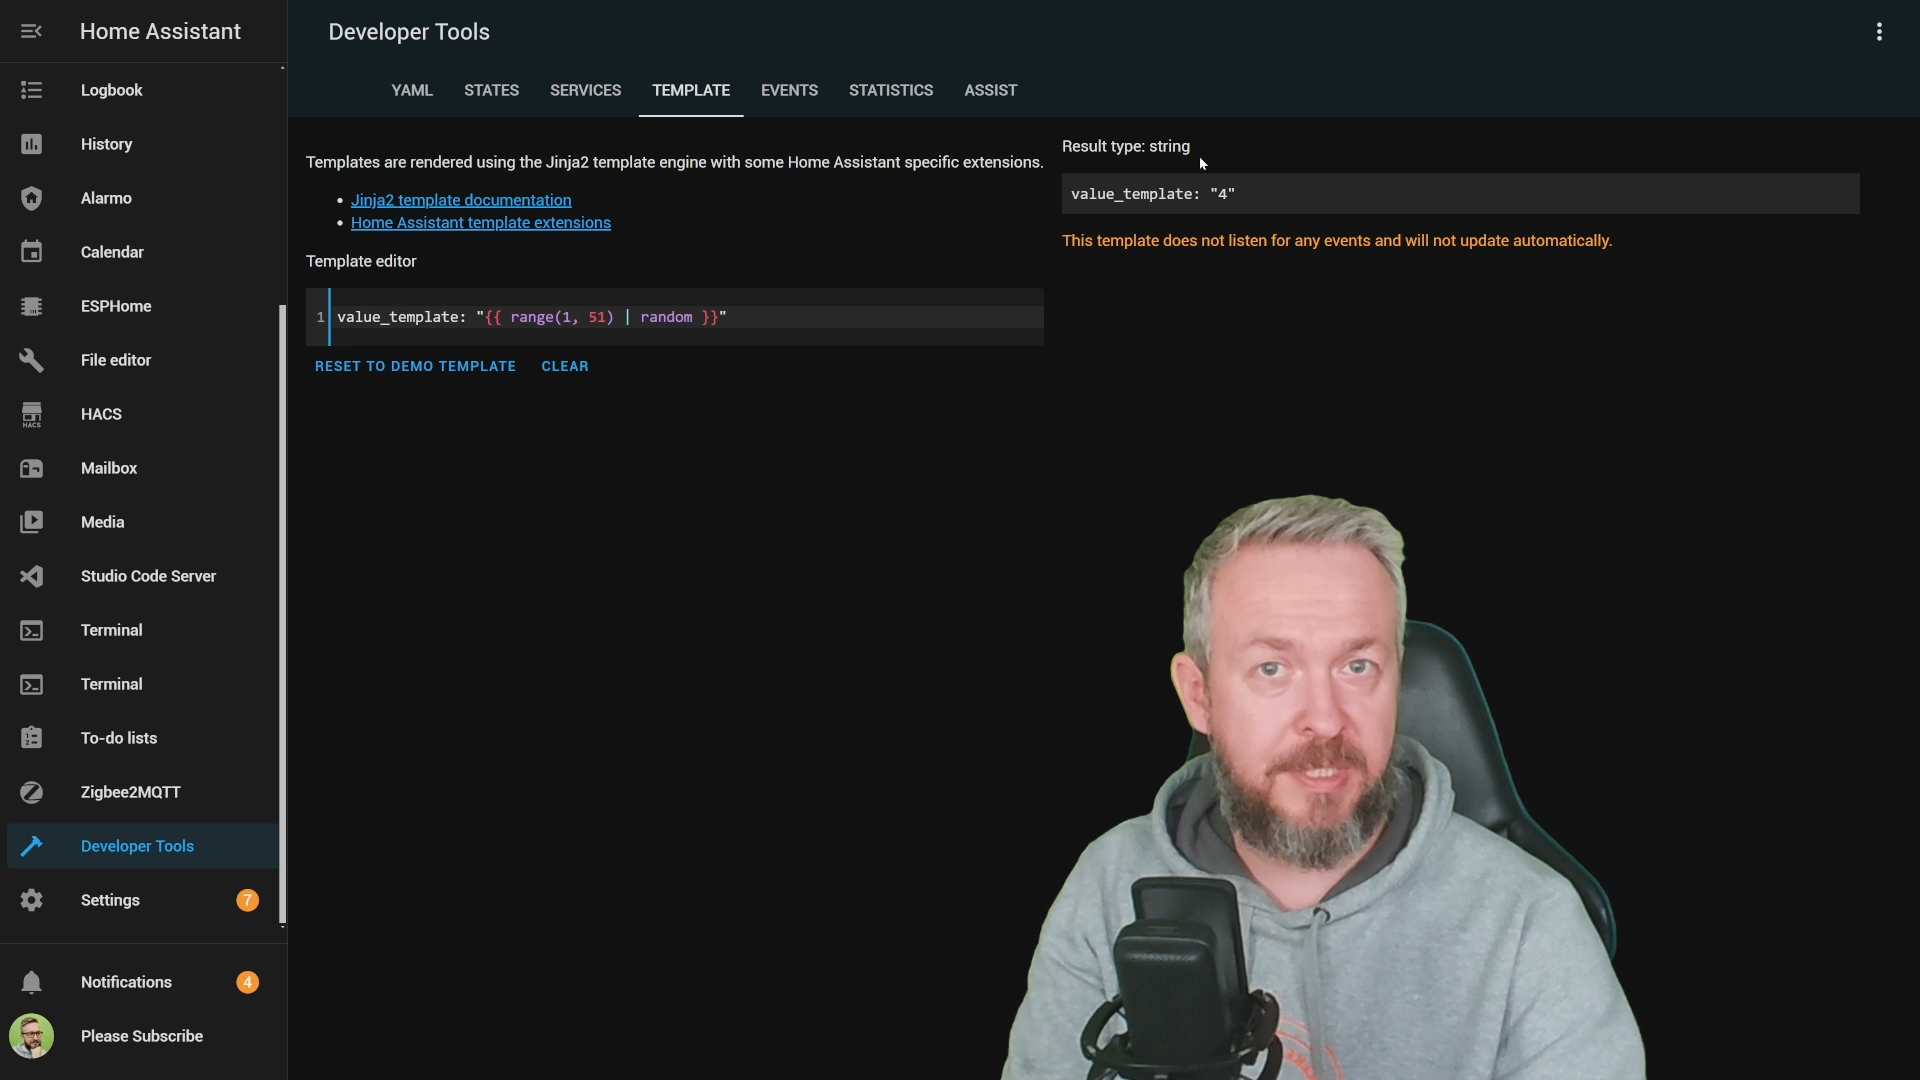 Home Assistant
Logbook
History
Alarmo
Calendar
ESPHome
File editor
HACS
HACS
Mailbox
Media
Studio Code Server
Terminal
Terminal
To-do lists
Zigbee2MQTT
Developer Tools
Settings 7
Notifications 4
Please Subscribe
Developer Tools
YAML STATES SERVICES TEMPLATE EVENTS STATISTICS ASSIST
Templates are rendered using the Jinja2 template engine with some Home Assistant specific extensions.
• Jinja2 template documentation
• Home Assistant template extensions
Template editor
1 value_template: "{{ range(1, 51) | random }}"
RESET TO DEMO TEMPLATE CLEAR
Result type: string
value_template: "4"
This template does not listen for any events and will not update automatically.